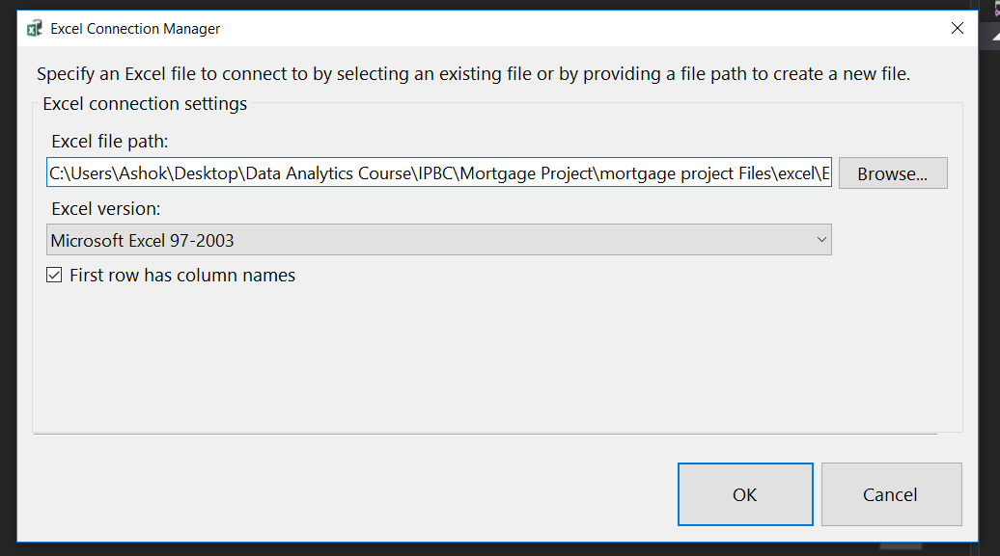 Excel Connection Manager
Specify an Excel file to connect to by selecting an existing file or by providing a file path to create a new file.
Excel connection settings
Excel file path:
C:\Users\Ashok\Desktop\Data Analytics Course\IPBC\Mortgage Project\mortgage project Files\excel\E
Browse...
Excel version:
Microsoft Excel 97-2003
First row has column names
OK
Cancel